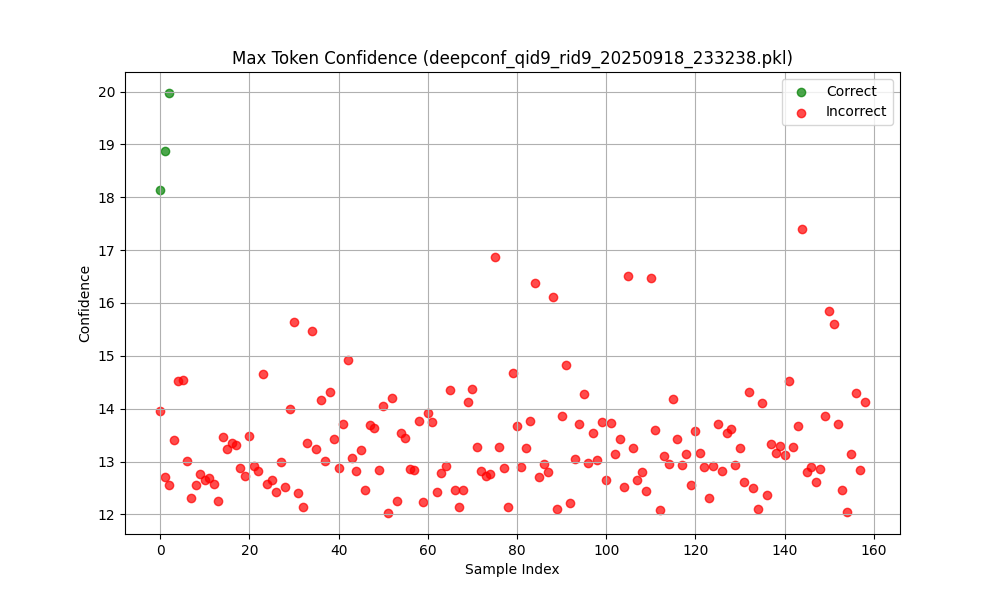 Max Token Confidence (deepconf_qid9_rid9_20250918_233238.pkl)
Correct
Incorrect
Confidence
20
19
18
17
16
15
14
13
12
0 20 40 60 80 100 120 140 160
Sample Index